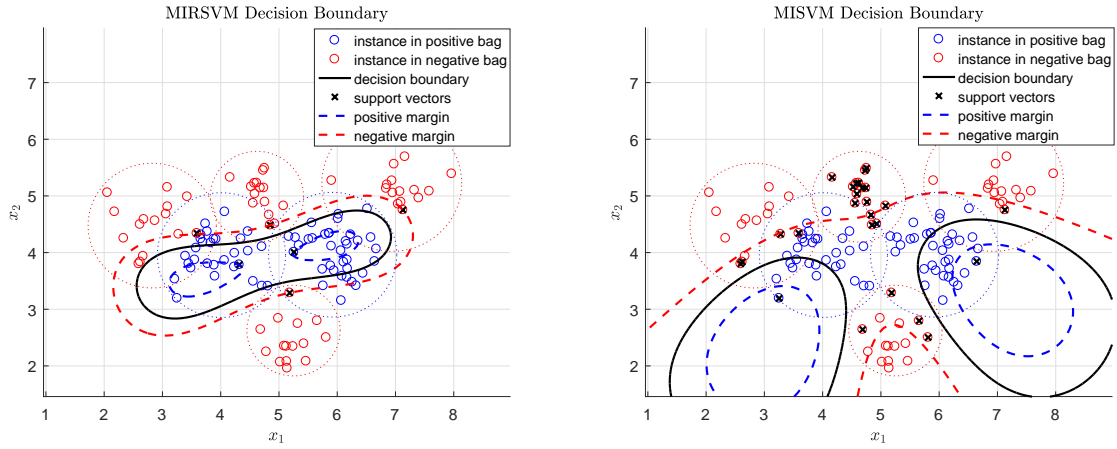 MIRSVM Decision Boundary
instance in positive bag
instance in negative bag
decision boundary
support vectors
positive margin
negative margin
7
6
5
4
3
2
x2
1 2 3 4 5 6 7 8
x1
MISVM Decision Boundary
instance in positive bag
instance in negative bag
decision boundary
support vectors
positive margin
negative margin
7
6
5
4
3
2
x2
1 2 3 4 5 6 7 8
x1